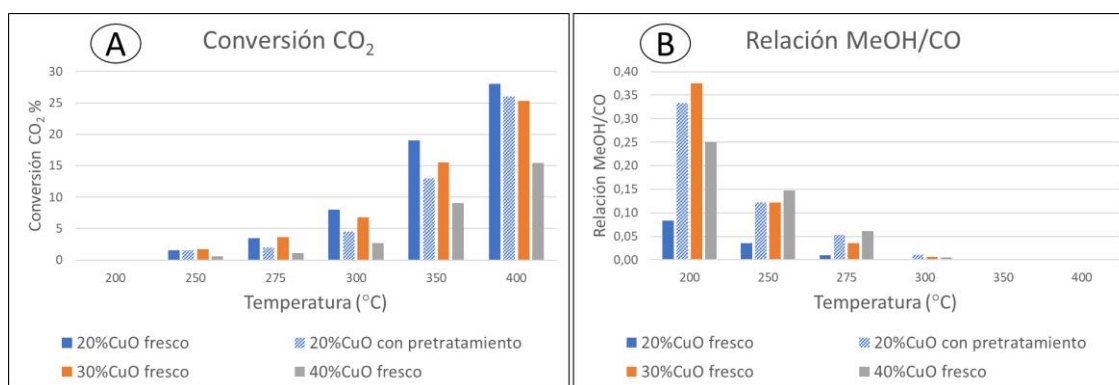 A
Conversión CO₂
Conversión CO₂ %
30
25
20
15
10
5
0
200 250 275 300 350 400
Temperatura (°C)
20%CuO fresco 20%CuO con pretratamiento
30%CuO fresco 40%CuO fresco
B
Relación MeOH/CO
Relación MeOH/CO
0,40
0,35
0,30
0,25
0,20
0,15
0,10
0,05
0,00
200 250 275 300 350 400
Temperatura (°C)
20%CuO fresco 20%CuO con pretratamiento
30%CuO fresco 40%CuO fresco